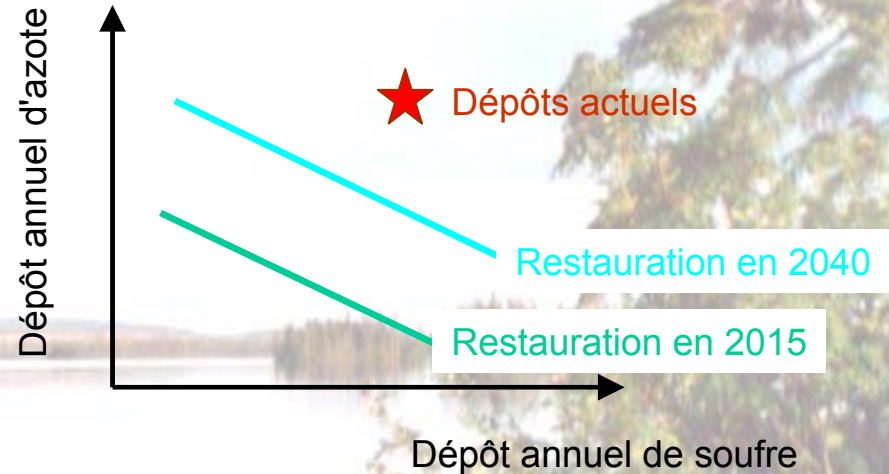 Dépôt annuel d'azote
Dépôts actuels
Restauration en 2040
Restauration en 2015
Dépôt annuel de soufre